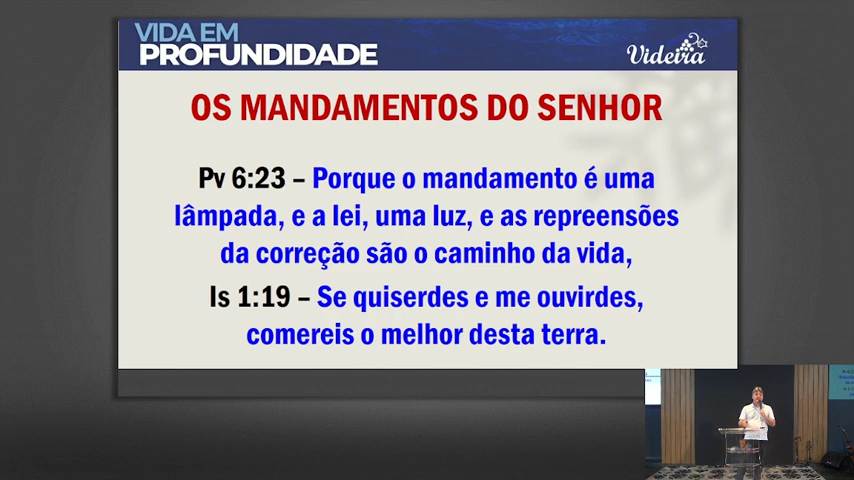 VIDA EM
PROFUNDIDADE
Videira
OS MANDAMENTOS DO SENHOR
Pv 6:23 – Porque o mandamento é uma
lâmpada, e a lei, uma luz, e as repreensões
da correção são o caminho da vida,
Is 1:19 – Se quiserdes e me ouvirdes,
comereis o melhor desta terra.